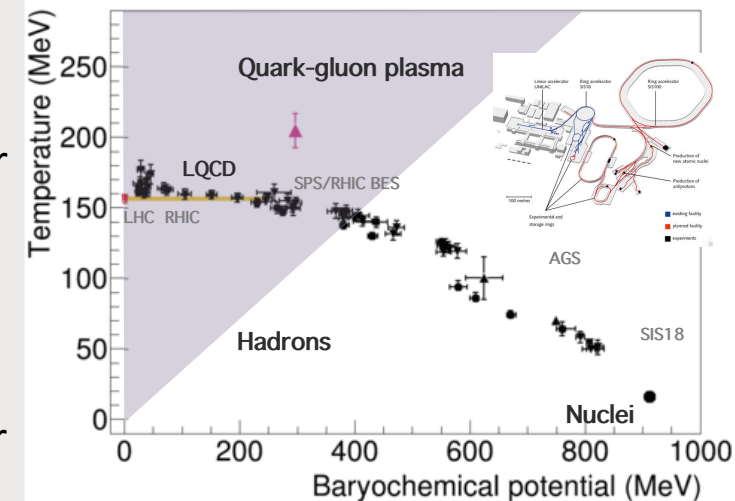 Temperature (MeV)
250
200
150
100
50
0
0
200
400
600
800
1000
Baryochemical potential (MeV)
Quark-gluon plasma
LQCD
SPS/RHIC BES
LHC RHIC
AGS
Hadrons
SIS18
Nuclei
Linear accelerator
UNILAC
Ring accelerator
SIS18
Ring accelerator
SIS100
Production of
new atomic nuclei
Production of
antiprotons
100 meters
Experimental and
storage rings
existing facility
planned facility
experiments
r
r